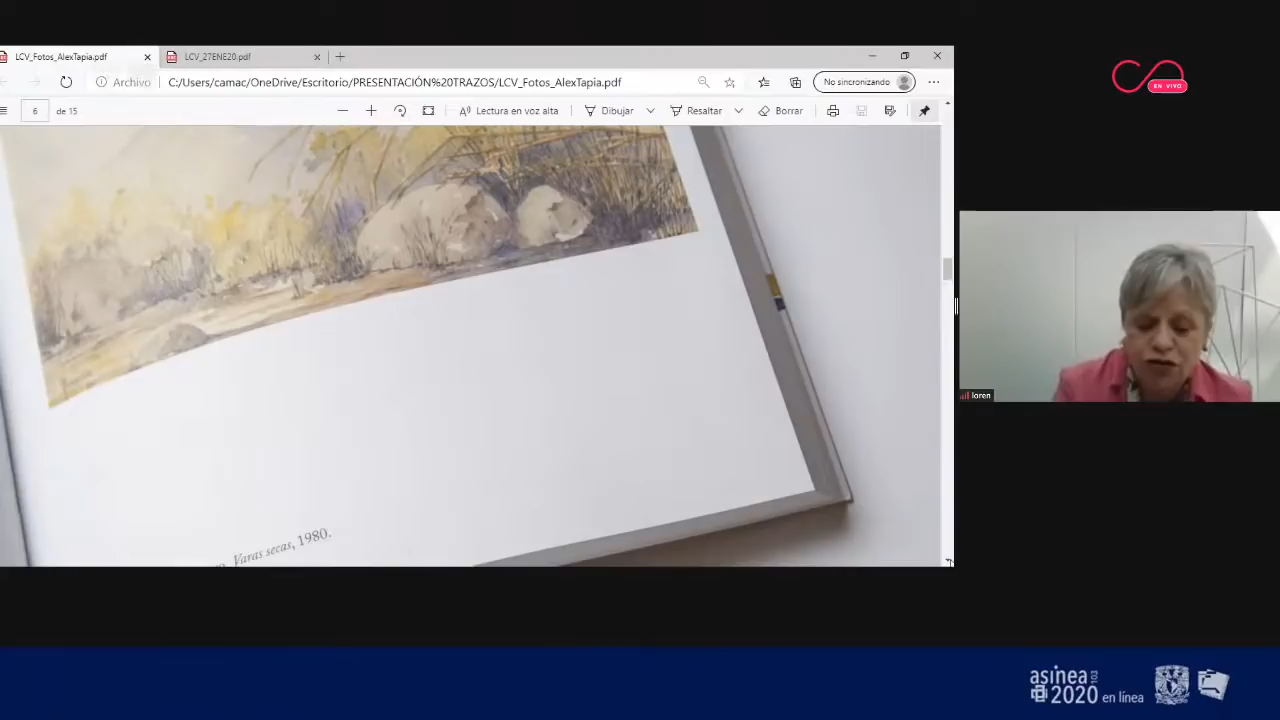 LCV_Fotos_AlexTapia.pdf
LCV_27ENE20.pdf
Archivo
C:/Users/camac/OneDrive/Escritorio/PRESENTACIÓN%20TRAZOS/LCV_Fotos_AlexTapia.pdf
No sincronizando
6 de 15
Lectura en voz alta
Dibujar
Resaltar
Borrar
EN VIVO
loren
Varas secas, 1980.
asinea 103
2020 en línea